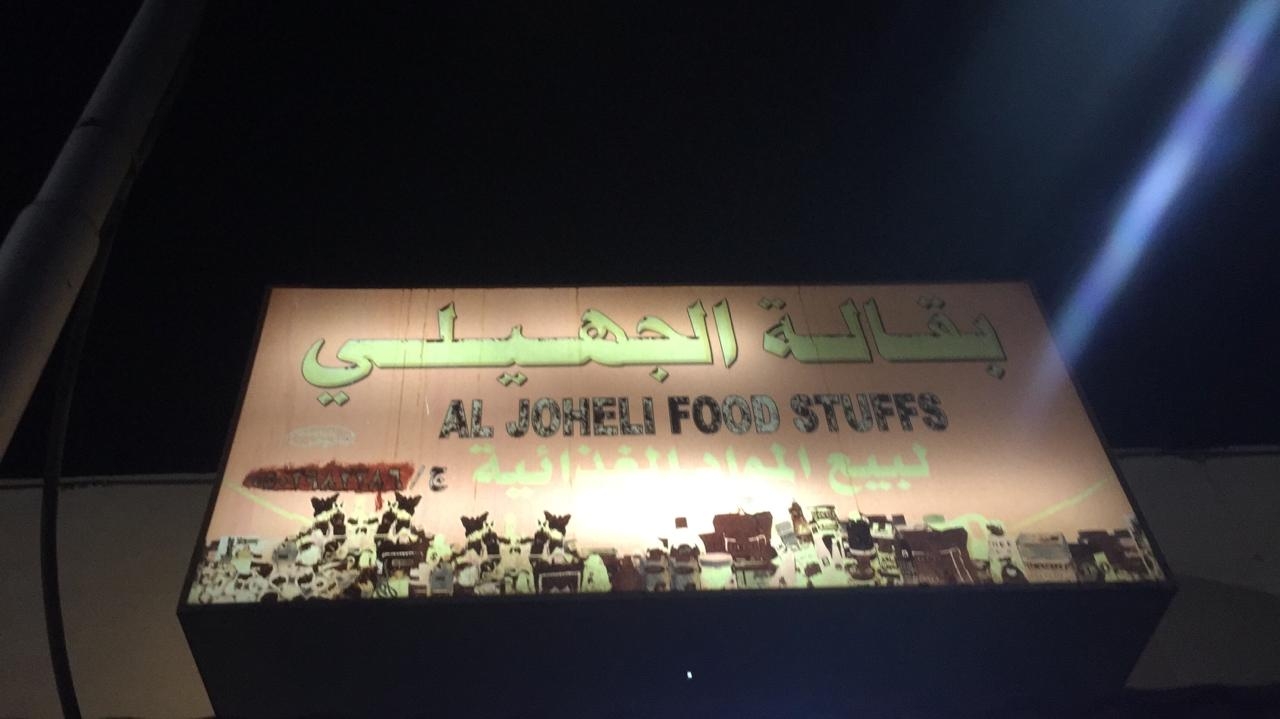 بقالة الجهيلي
AL JOHELI FOOD STUFFS
لبيع المواد الغذائية
ج/